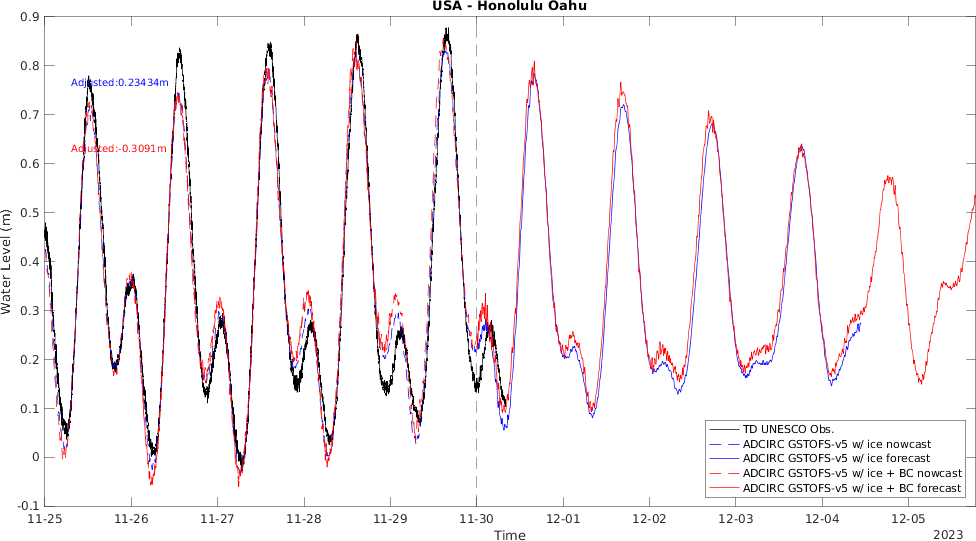 USA - Honolulu Oahu
0.9
0.8
0.7
0.6
0.5
0.4
0.3
0.2
0.1
0
-0.1
Water Level (m)
Adjusted:0.23434m
Adjusted:-0.3091m
TD UNESCO Obs.
ADCIRC GSTOFS-v5 w/ ice nowcast
ADCIRC GSTOFS-v5 w/ ice forecast
ADCIRC GSTOFS-v5 w/ ice + BC nowcast
ADCIRC GSTOFS-v5 w/ ice + BC forecast
11-25 11-26 11-27 11-28 11-29 11-30 12-01 12-02 12-03 12-04 12-05
Time
2023